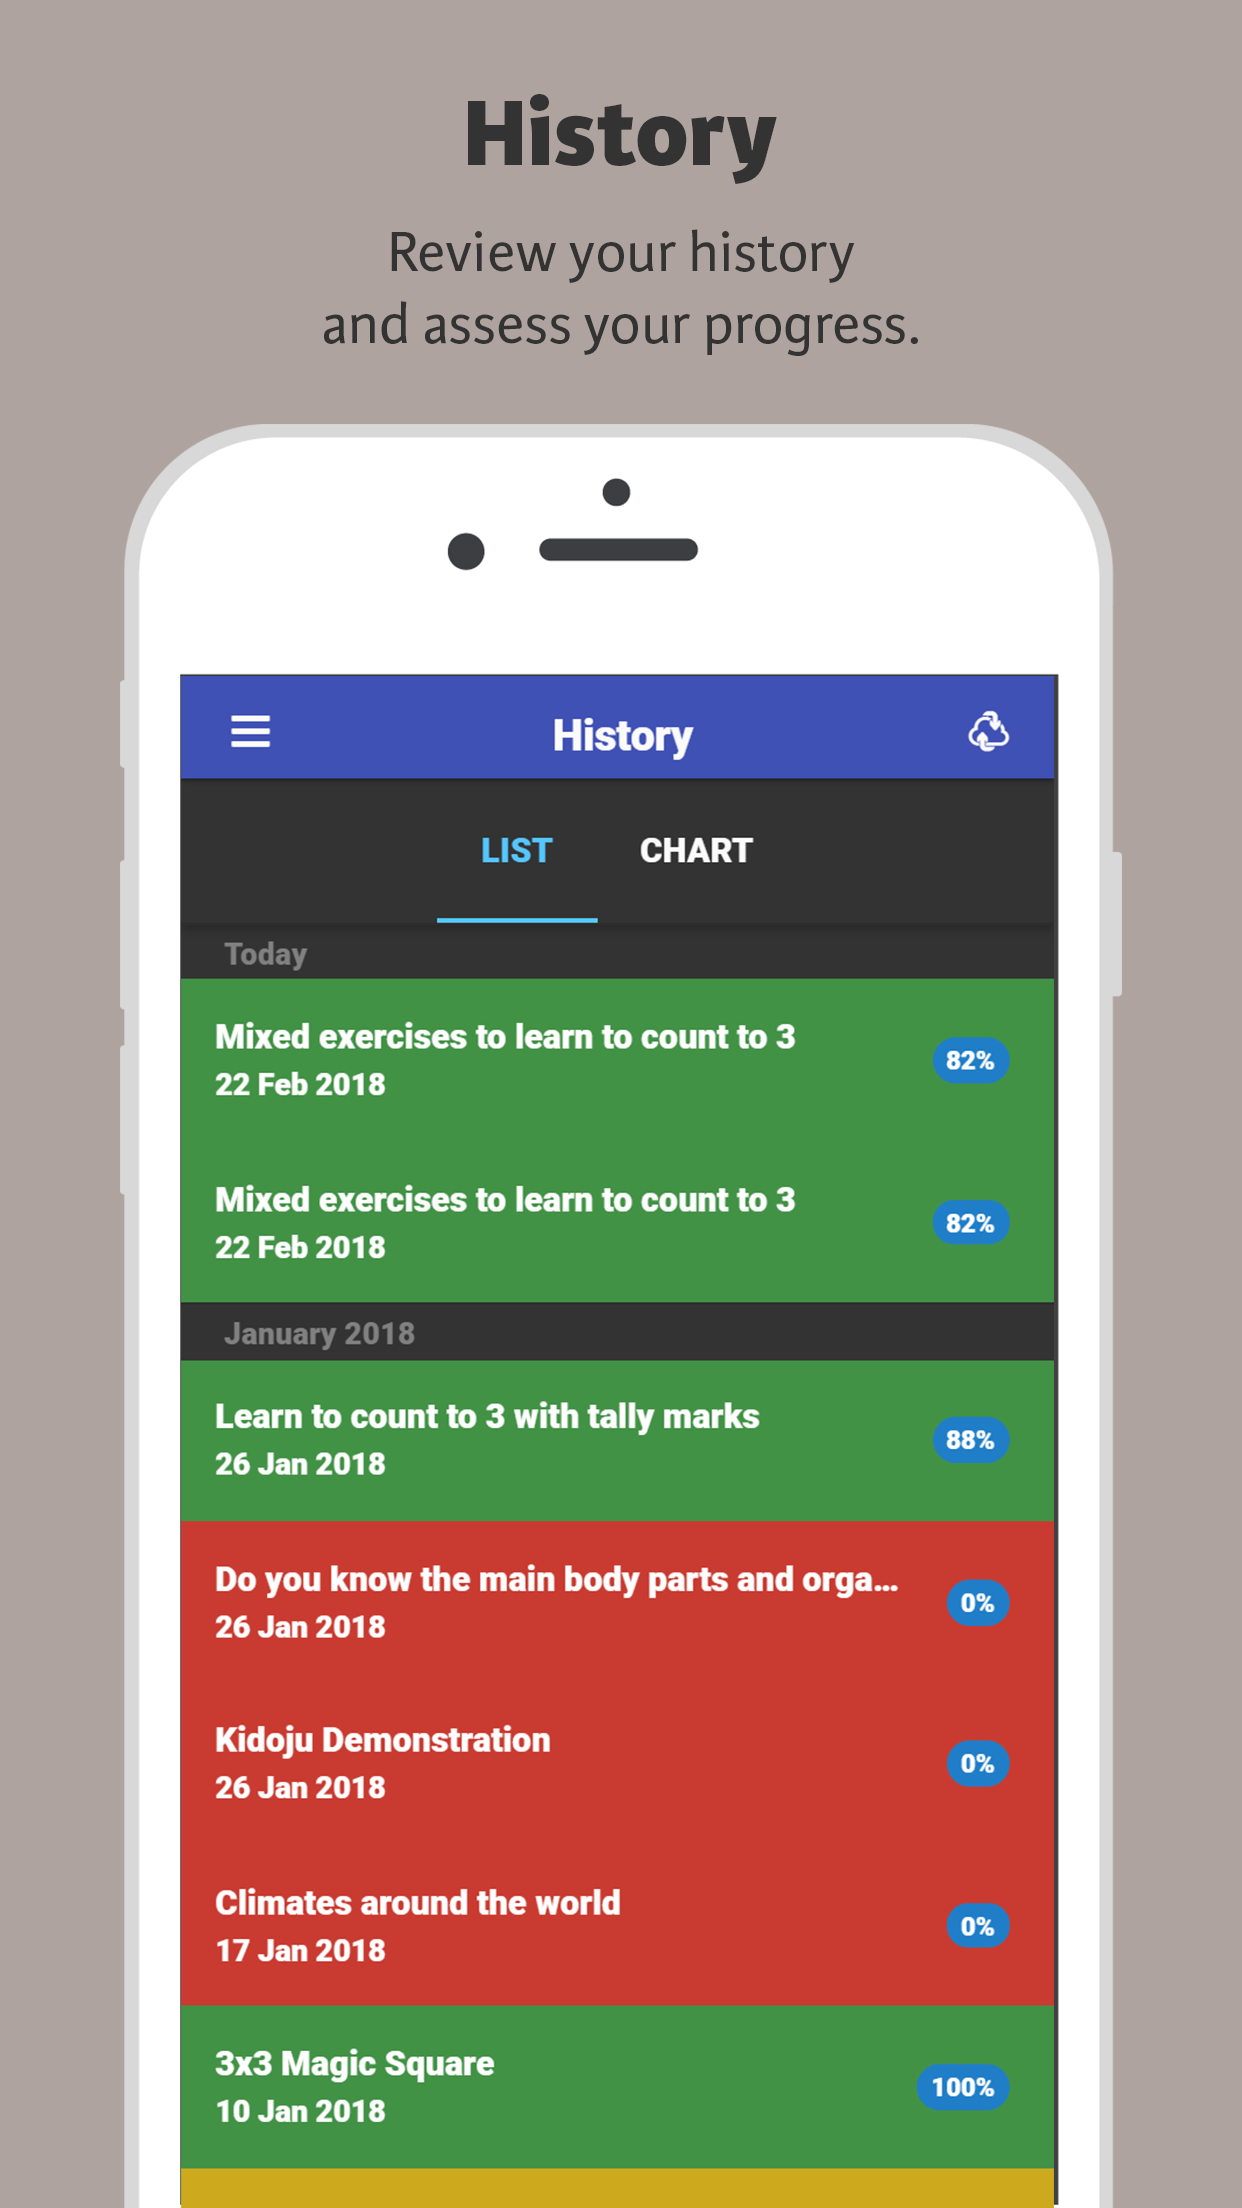 History
Review your history
and assess your progress.
History
LIST CHART
Today
Mixed exercises to learn to count to 3
22 Feb 2018
82%
Mixed exercises to learn to count to 3
22 Feb 2018
82%
January 2018
Learn to count to 3 with tally marks
26 Jan 2018
88%
Do you know the main body parts and orga...
26 Jan 2018
0%
Kidoju Demonstration
26 Jan 2018
0%
Climates around the world
17 Jan 2018
0%
3x3 Magic Square
10 Jan 2018
100%